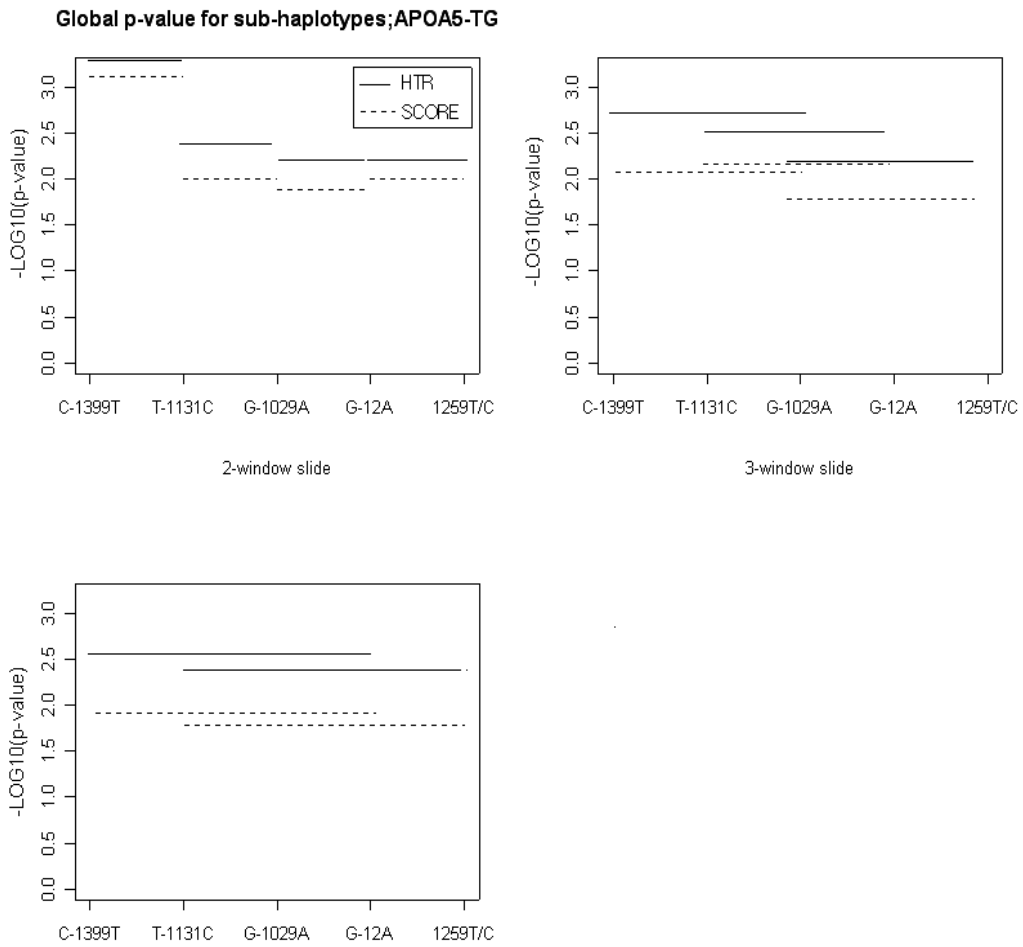 Global p-value for sub-haplotypes;APOA5-TG
-LOG10(p-value)
3.0
2.5
2.0
1.5
1.0
0.5
0.0
HTR
SCORE
C-1399T T-1131C G-1029A G-12A 1259T/C
2-window slide
-LOG10(p-value)
3.0
2.5
2.0
1.5
1.0
0.5
0.0
C-1399T T-1131C G-1029A G-12A 1259T/C
3-window slide
-LOG10(p-value)
3.0
2.5
2.0
1.5
1.0
0.5
0.0
C-1399T T-1131C G-1029A G-12A 1259T/C